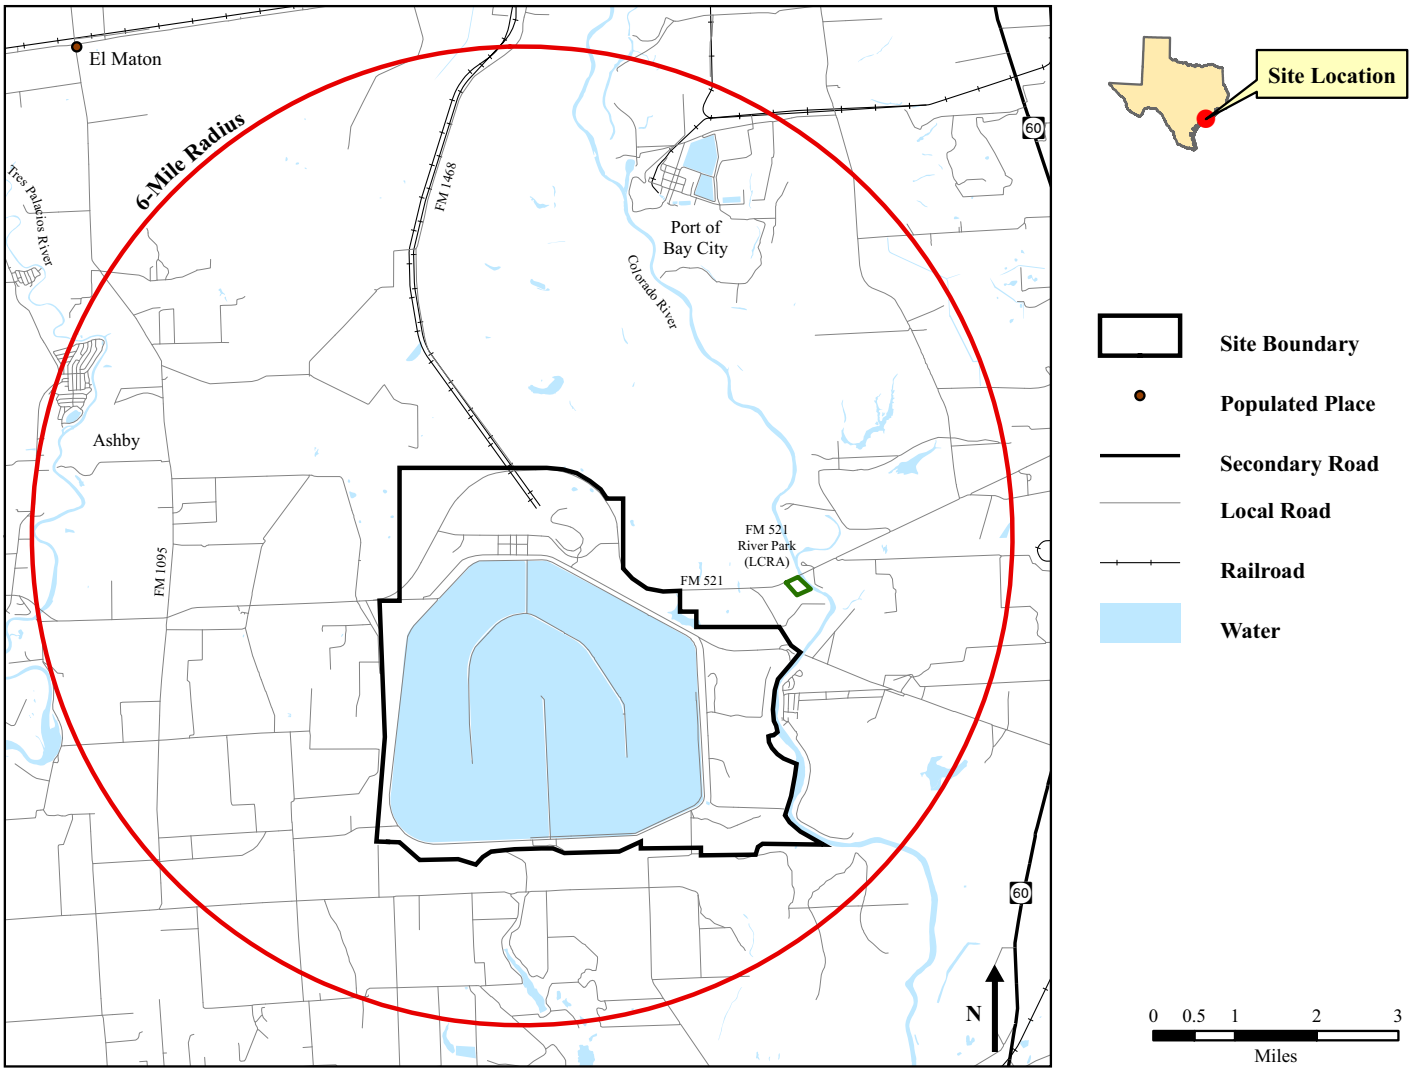 El Maton
6-Mile Radius
Tres Palacios River
FM 1468
60
Port of
Bay City
Colorado River
Ashby
FM 1095
FM 521
River Park
(LCRA)
FM 521
60
N
Site Location
Site Boundary
Populated Place
Secondary Road
Local Road
Railroad
Water
0 0.5 1 2 3
Miles